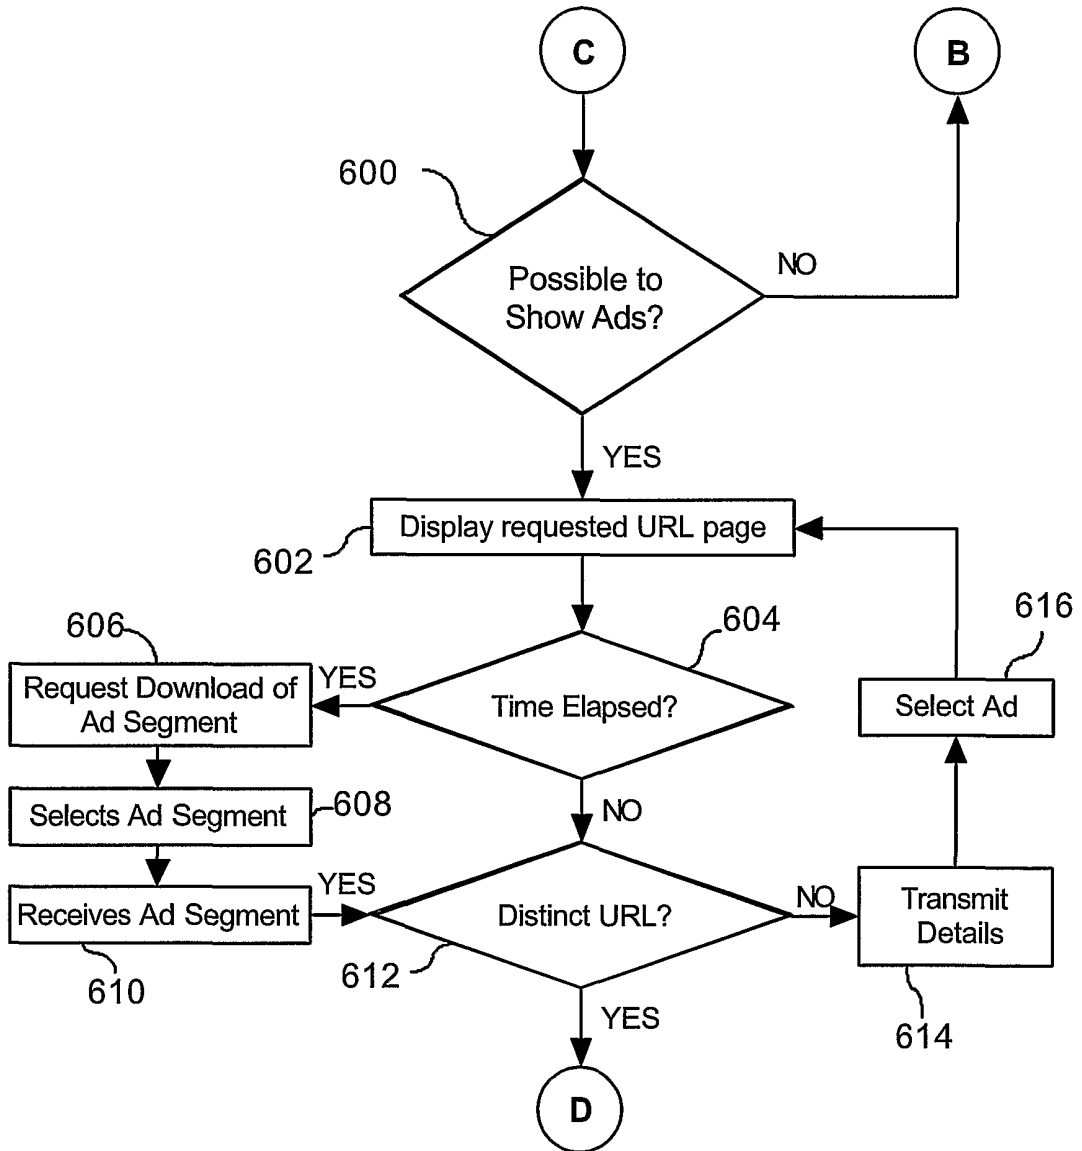 C
B
600
Possible to
Show Ads?
NO
YES
Display requested URL page
602
604
616
606
Request Download of
Ad Segment
YES
Time Elapsed?
Select Ad
Selects Ad Segment
608
NO
Receives Ad Segment
YES
Distinct URL?
NO
Transmit
Details
610
612
614
YES
D